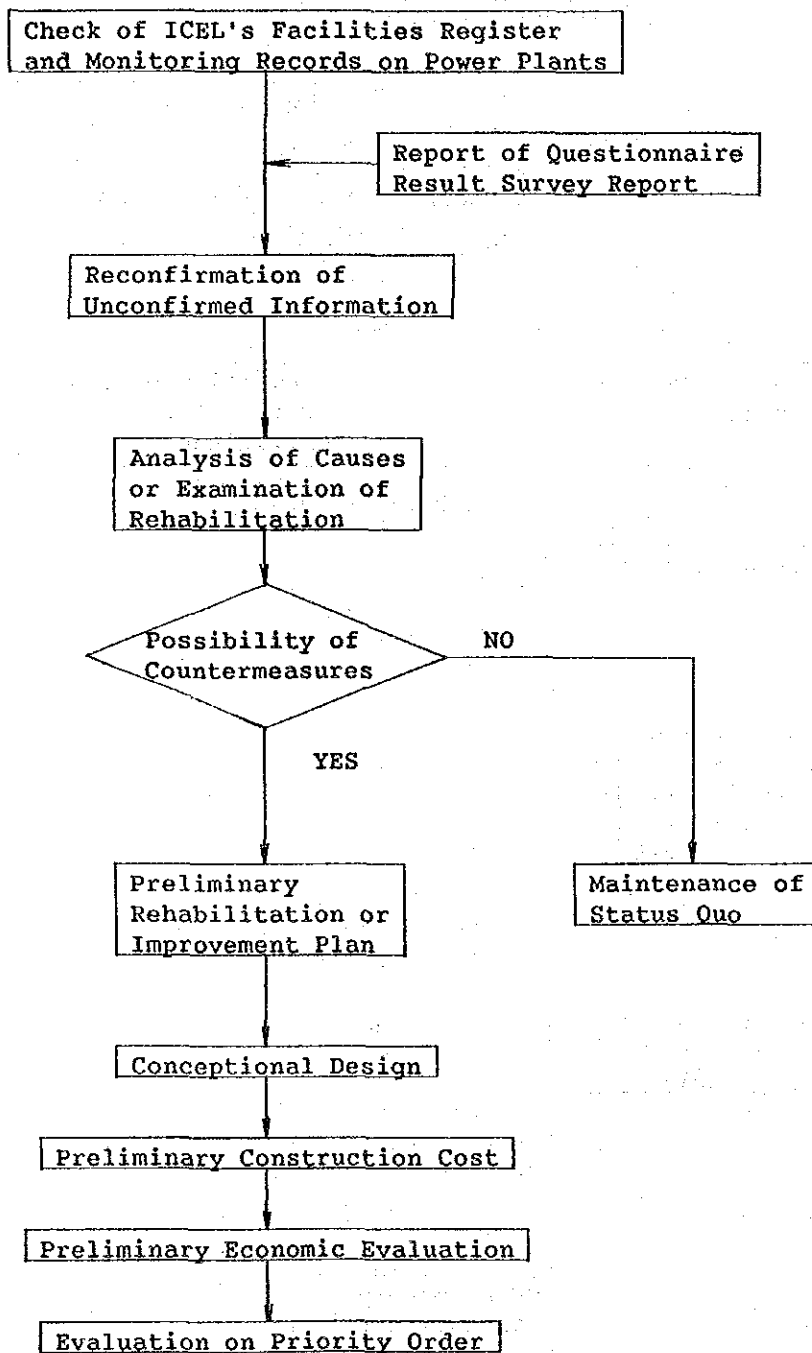 Check of ICEL's Facilities Register
and Monitoring Records on Power Plants
Report of Questionnaire
Result Survey Report
Reconfirmation of
Unconfirmed Information
Analysis of Causes
or Examination of
Rehabilitation
Possibility of
Countermeasures
NO
YES
Preliminary
Rehabilitation or
Improvement Plan
Maintenance of
Status Quo
Conceptional Design
Preliminary Construction Cost
Preliminary Economic Evaluation
Evaluation on Priority Order